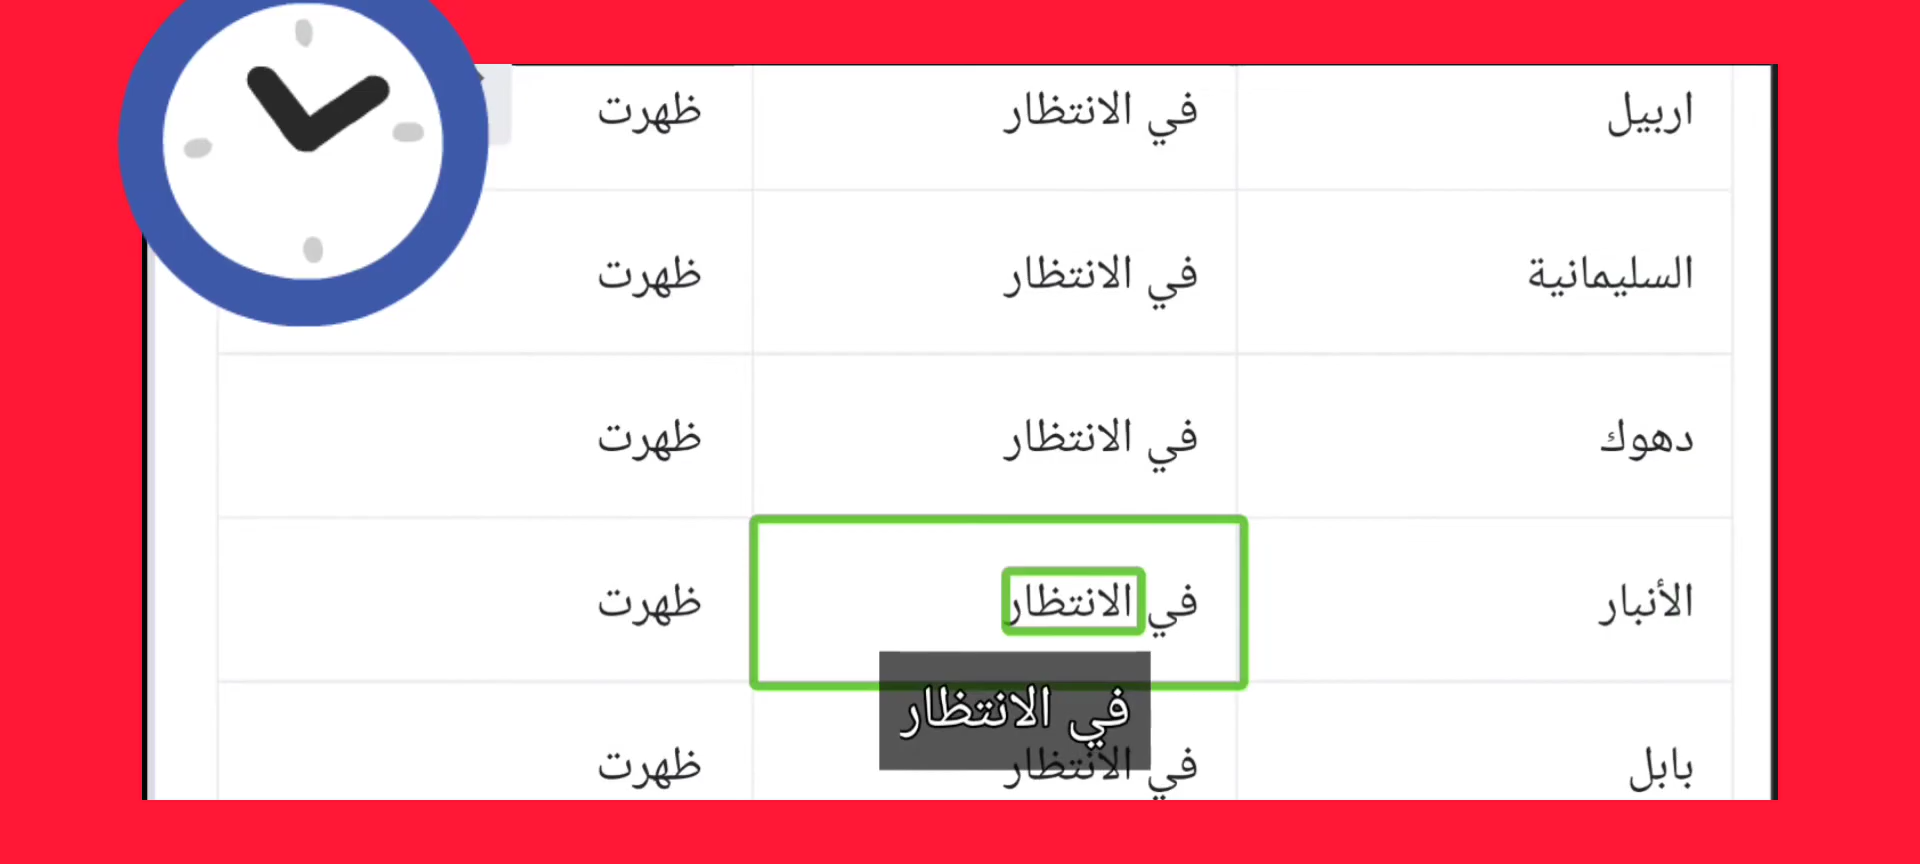 اربيل في الانتظار ظهرت
السليمانية في الانتظار ظهرت
دهوك في الانتظار ظهرت
الأنبار في الانتظار ظهرت
في الانتظار
بابل في الانتظار ظهرت